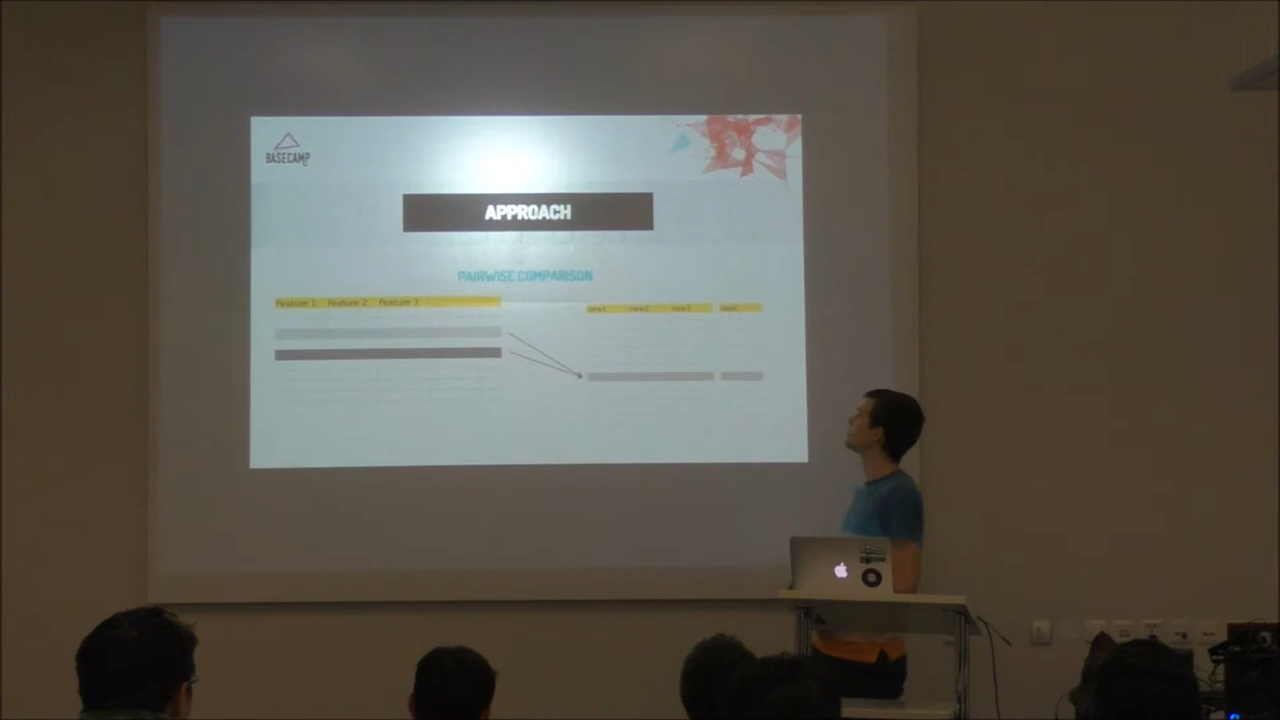 BASECAMP
APPROACH
PAIRWISE COMPARISON
Feature 1 Feature 2 Feature 3